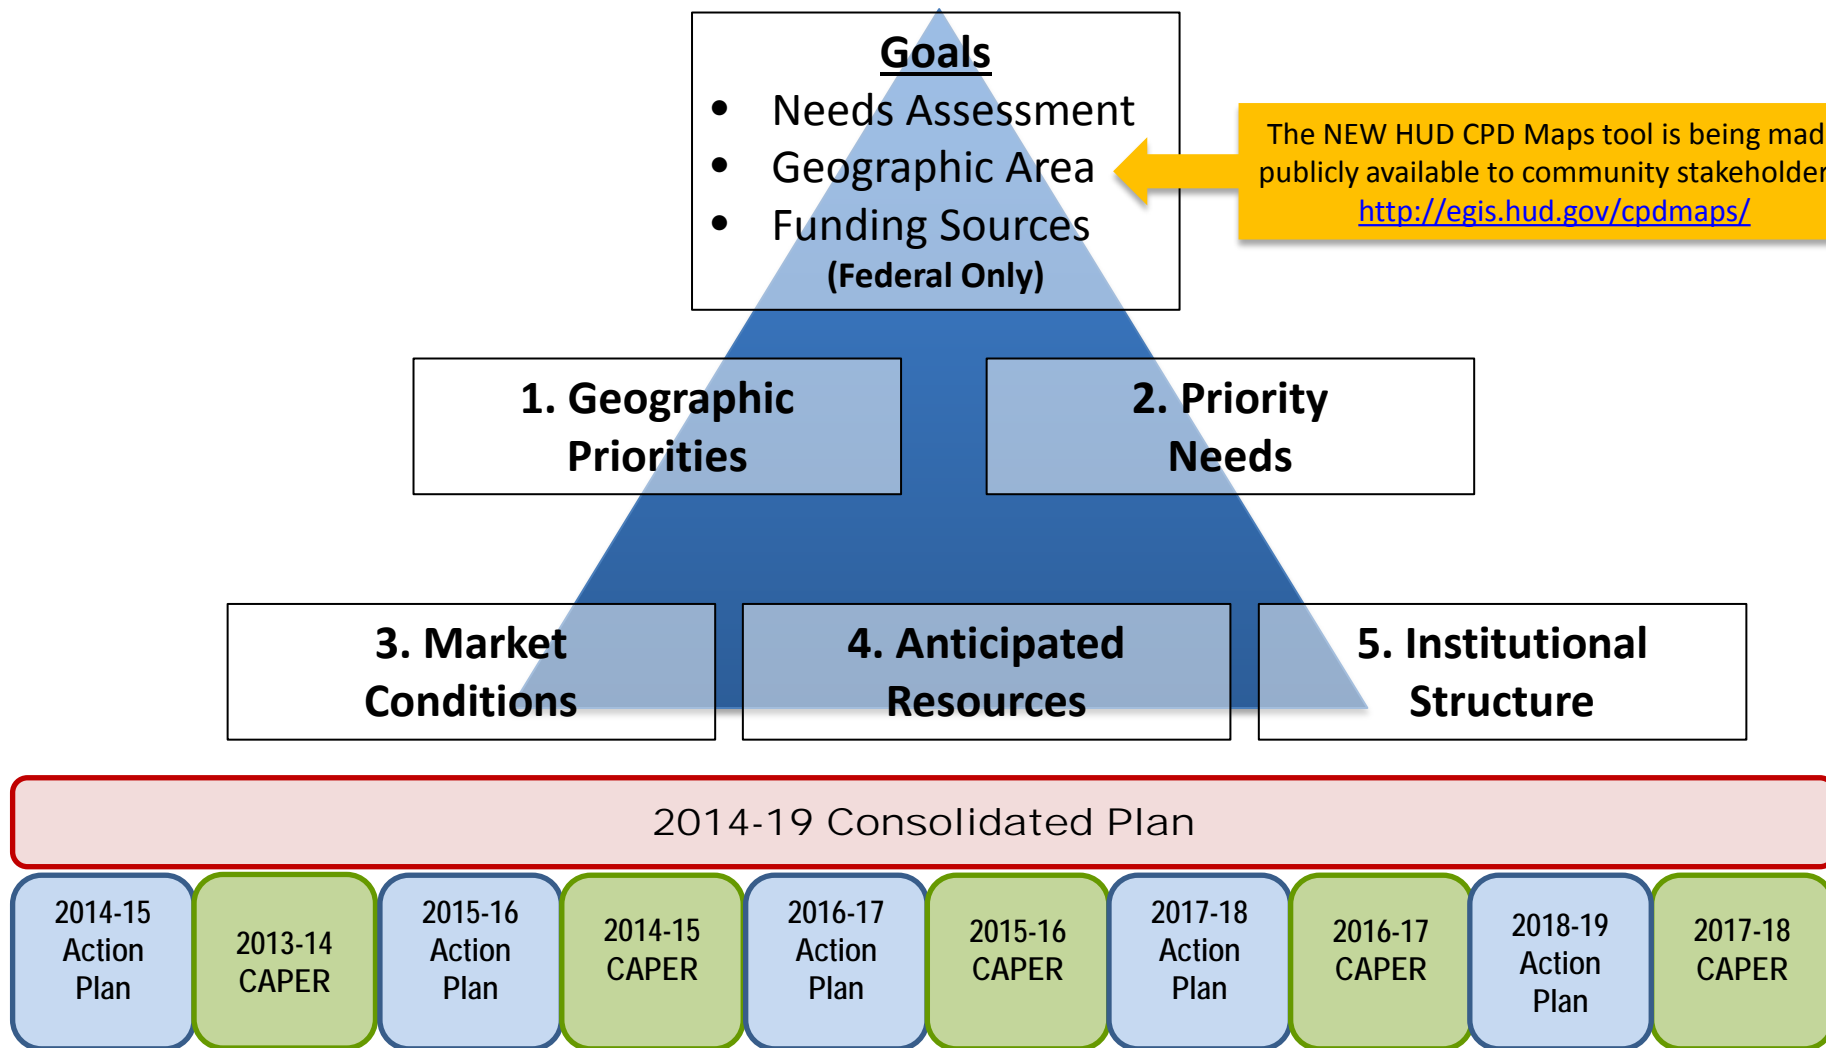 Goals
• Needs Assessment
• Geographic Area
• Funding Sources
(Federal Only)
The NEW HUD CPD Maps tool is being mad
publicly available to community stakeholder
http://egis.hud.gov/cpdmaps/
1. Geographic
Priorities
2. Priority
Needs
3. Market
Conditions
4. Anticipated
Resources
5. Institutional
Structure
2014-19 Consolidated Plan
2014-15
Action
Plan
2013-14
CAPER
2015-16
Action
Plan
2014-15
CAPER
2016-17
Action
Plan
2015-16
CAPER
2017-18
Action
Plan
2016-17
CAPER
2018-19
Action
Plan
2017-18
CAPER